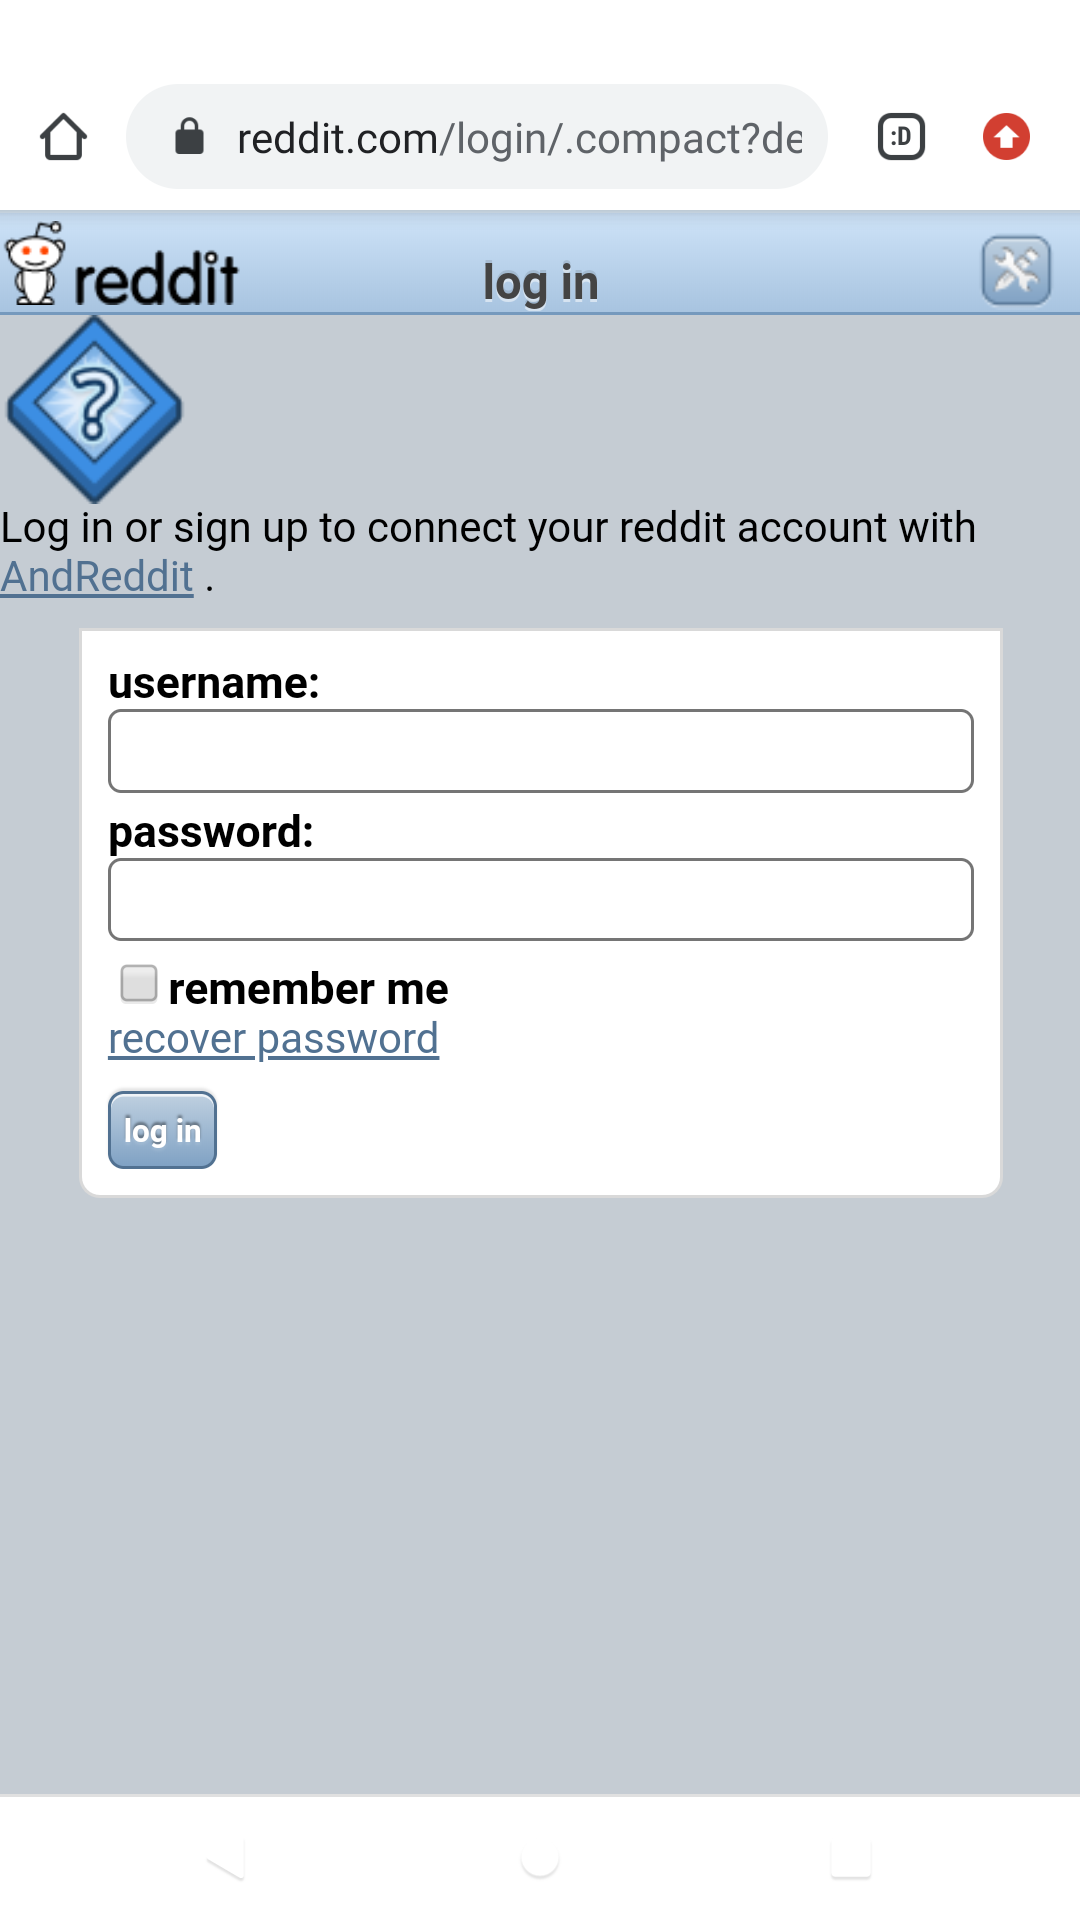 reddit.com/login/.compact?de
:D
reddit
log in
?
Log in or sign up to connect your reddit account with
AndReddit .
username:
password:
remember me
recover password
log in